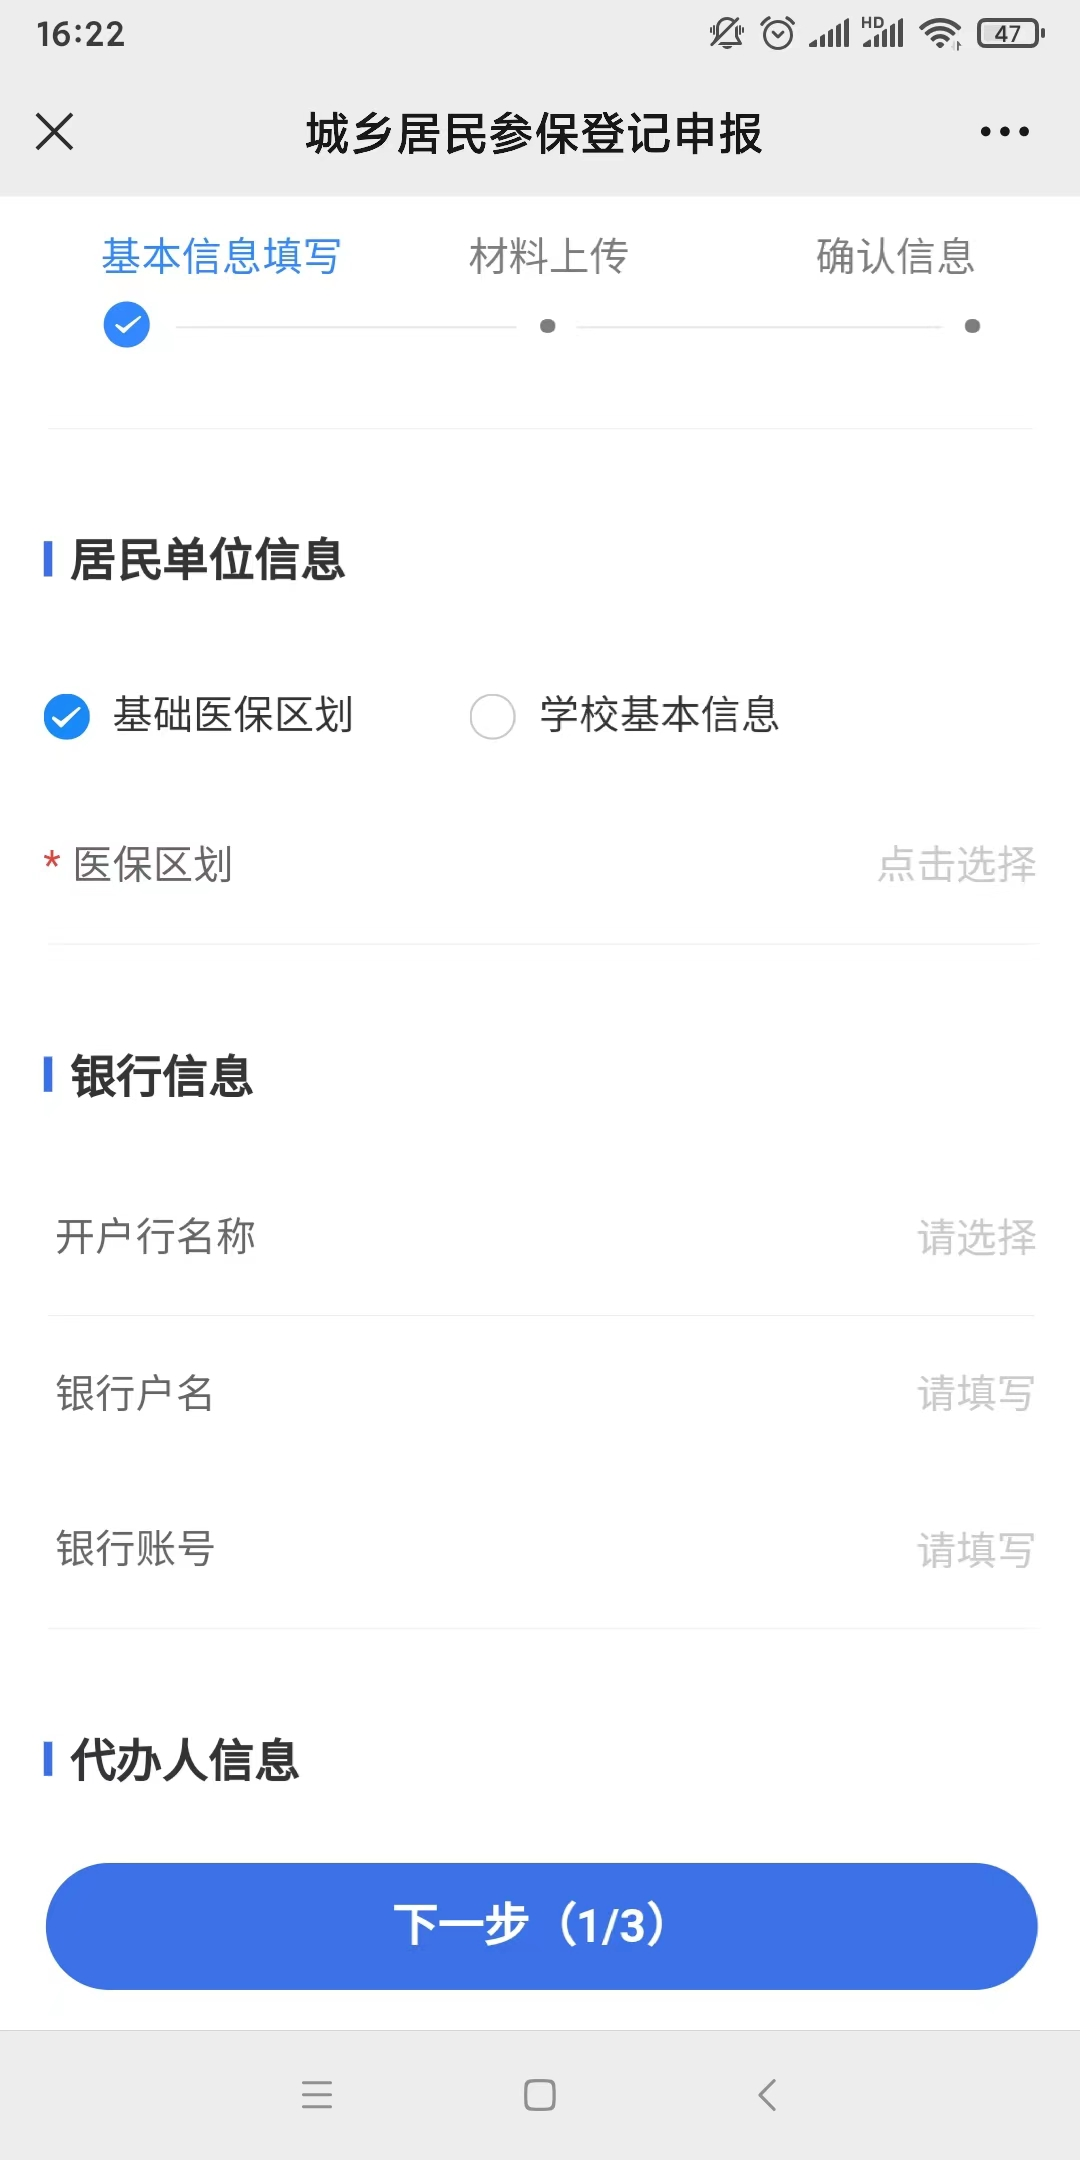 16:22
HD
47
城乡居民参保登记申报
基本信息填写 材料上传 确认信息
居民单位信息
基础医保区划 学校基本信息
* 医保区划 点击选择
银行信息
开户行名称 请选择
银行户名 请填写
银行账号 请填写
代办人信息
下一步（1/3）